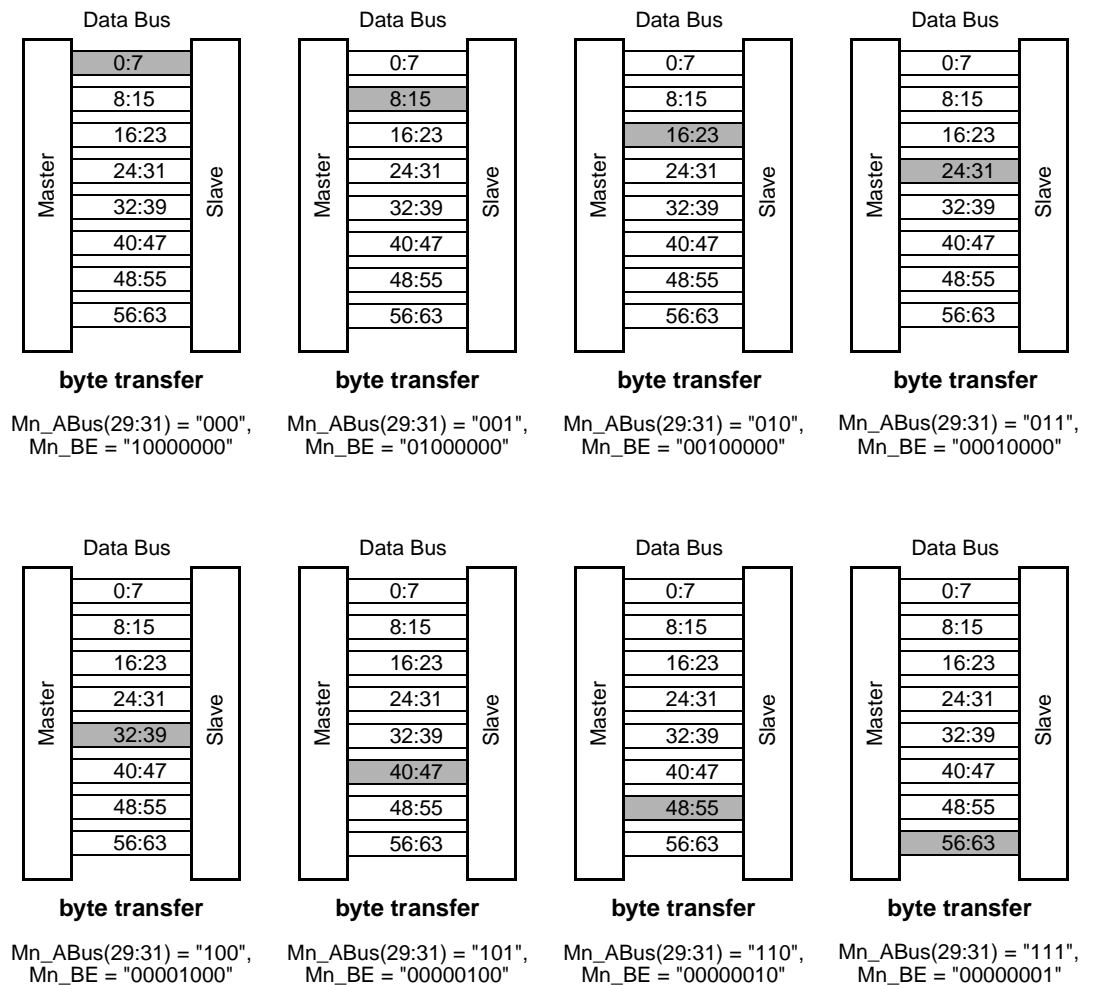 Data Bus
Master
0:7
8:15
16:23
24:31
32:39
40:47
48:55
56:63
Slave
byte transfer
Mn_ABus(29:31) = "000",
Mn_BE = "10000000"
Data Bus
Master
0:7
8:15
16:23
24:31
32:39
40:47
48:55
56:63
Slave
byte transfer
Mn_ABus(29:31) = "001",
Mn_BE = "01000000"
Data Bus
Master
0:7
8:15
16:23
24:31
32:39
40:47
48:55
56:63
Slave
byte transfer
Mn_ABus(29:31) = "010",
Mn_BE = "00100000"
Data Bus
Master
0:7
8:15
16:23
24:31
32:39
40:47
48:55
56:63
Slave
byte transfer
Mn_ABus(29:31) = "011",
Mn_BE = "00010000"
Data Bus
Master
0:7
8:15
16:23
24:31
32:39
40:47
48:55
56:63
Slave
byte transfer
Mn_ABus(29:31) = "100",
Mn_BE = "00001000"
Data Bus
Master
0:7
8:15
16:23
24:31
32:39
40:47
48:55
56:63
Slave
byte transfer
Mn_ABus(29:31) = "101",
Mn_BE = "00000100"
Data Bus
Master
0:7
8:15
16:23
24:31
32:39
40:47
48:55
56:63
Slave
byte transfer
Mn_ABus(29:31) = "110",
Mn_BE = "00000010"
Data Bus
Master
0:7
8:15
16:23
24:31
32:39
40:47
48:55
56:63
Slave
byte transfer
Mn_ABus(29:31) = "111",
Mn_BE = "00000001"